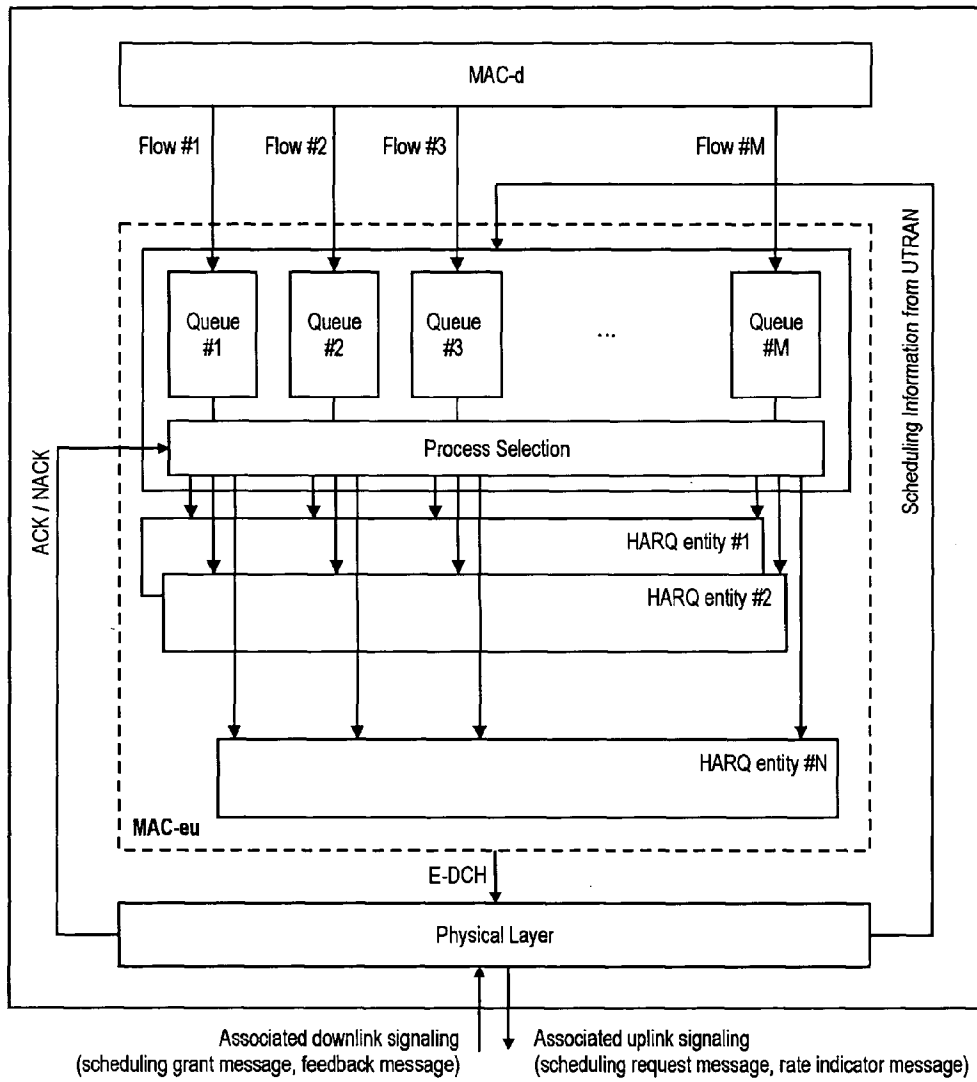 MAC-d
Flow #1
Flow #2
Flow #3
Flow #M
Scheduling Information from UTRAN
Queue
#1
Queue
#2
Queue
#3
...
Queue
#M
Process Selection
ACK / NACK
HARQ entity #1
HARQ entity #2
HARQ entity #N
MAC-eu
E-DCH
Physical Layer
Associated downlink signaling
(scheduling grant message, feedback message)
Associated uplink signaling
(scheduling request message, rate indicator message)